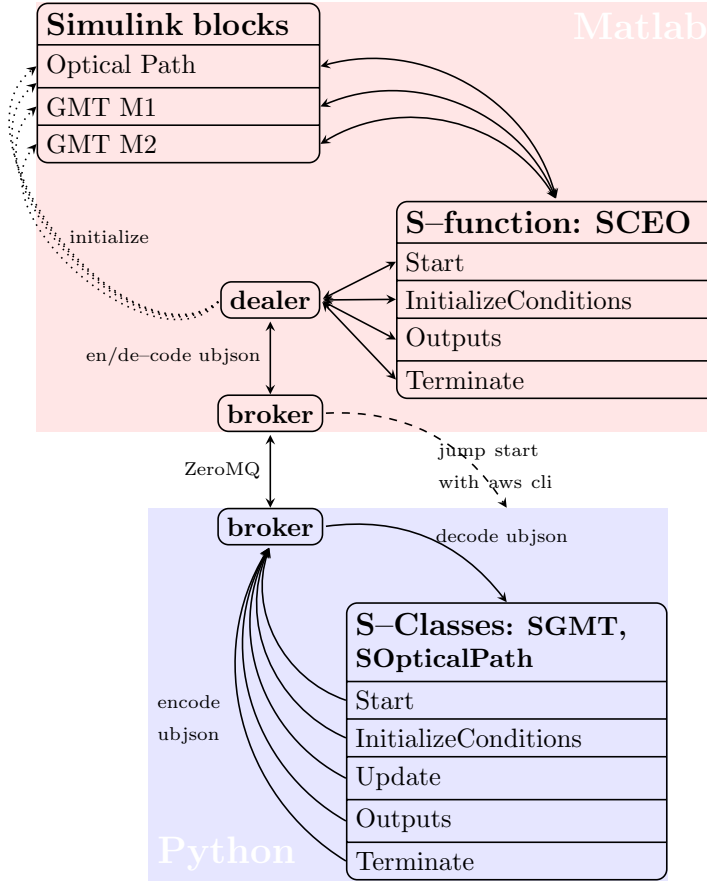 Simulink blocks
Matlab
Optical Path
GMT M1
GMT M2
initialize
S–function: SCEO
Start
InitializeConditions
Outputs
Terminate
dealer
en/de–code ubjson
broker
jump start
with aws cli
ZeroMQ
broker
decode ubjson
S–Classes: SGMT,
SOpticalPath
Start
InitializeConditions
Update
Outputs
Terminate
encode
ubjson
Python